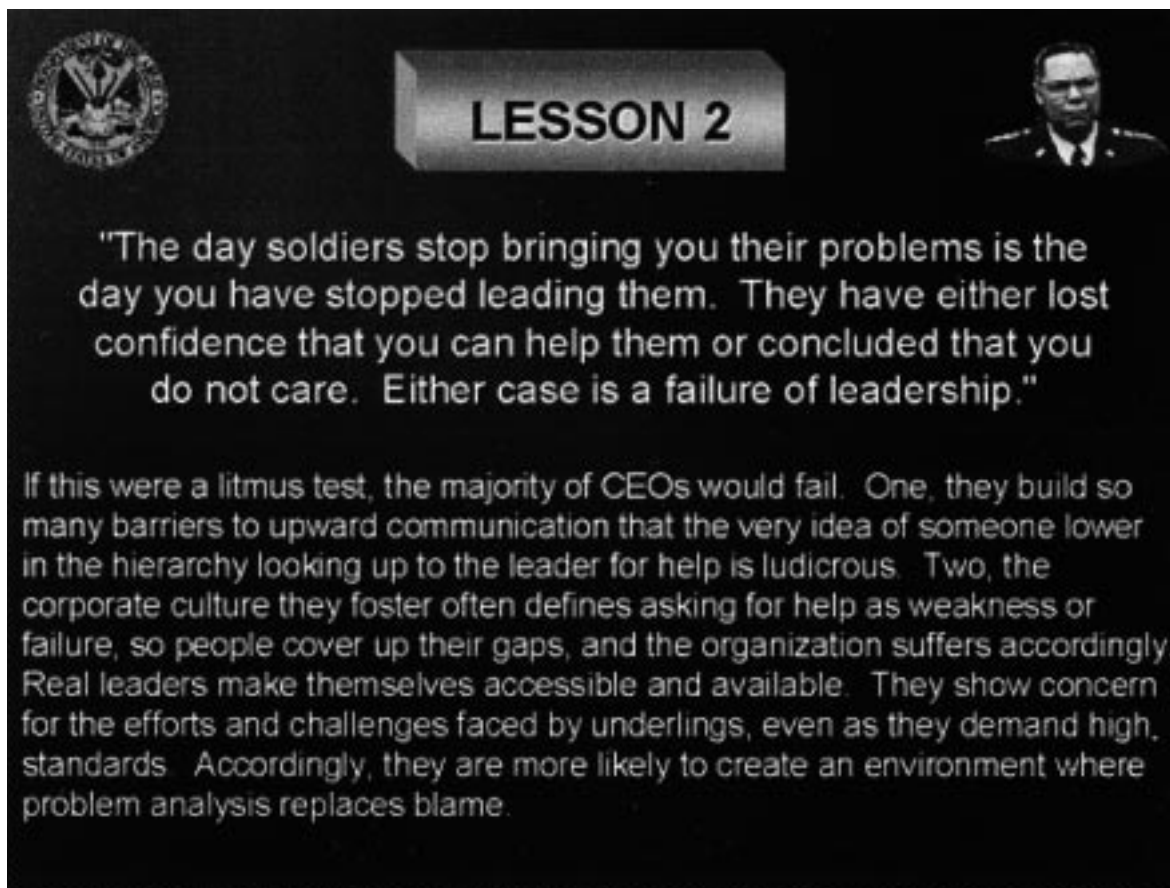 LESSON 2
"The day soldiers stop bringing you their problems is the
day you have stopped leading them. They have either lost
confidence that you can help them or concluded that you
do not care. Either case is a failure of leadership."
If this were a litmus test, the majority of CEOs would fail. One, they build so
many barriers to upward communication that the very idea of someone lower
in the hierarchy looking up to the leader for help is ludicrous. Two, the
corporate culture they foster often defines asking for help as weakness or
failure, so people cover up their gaps, and the organization suffers accordingly
Real leaders make themselves accessible and available. They show concern
for the efforts and challenges faced by underlings, even as they demand high
standards. Accordingly, they are more likely to create an environment where
problem analysis replaces blame.